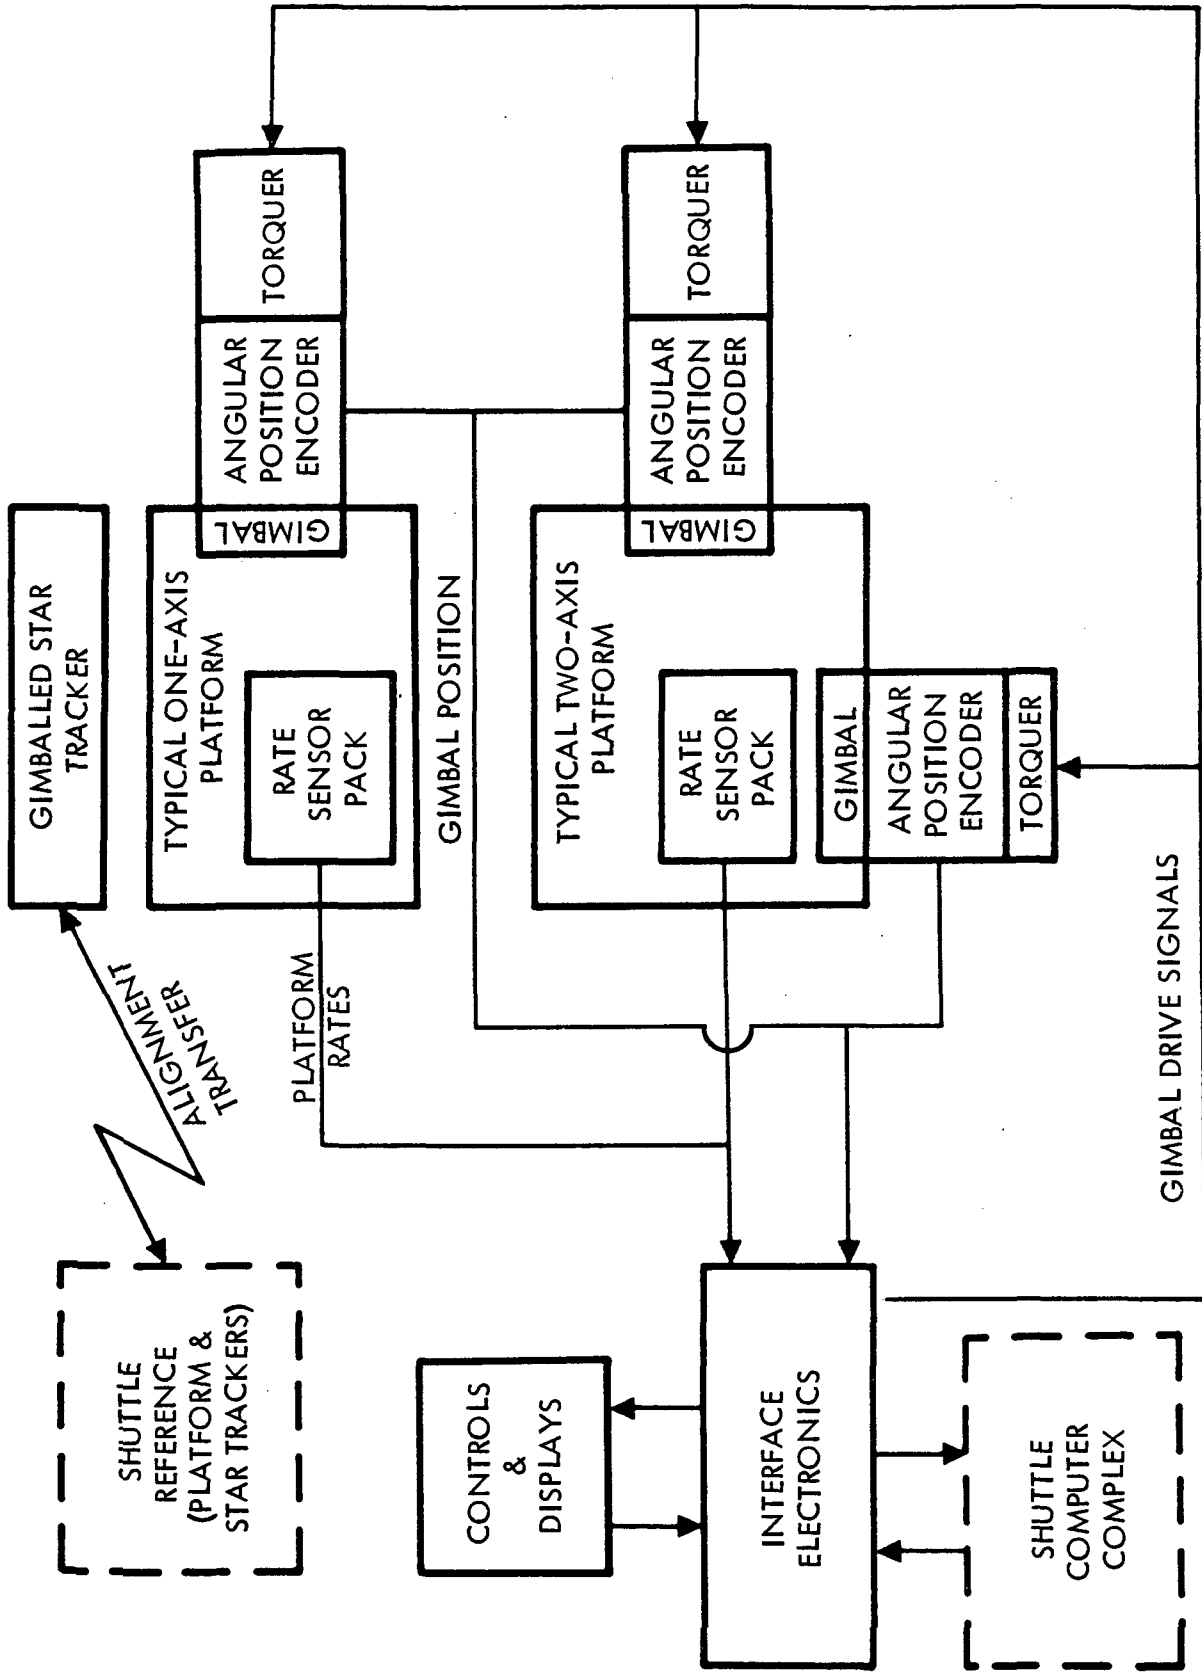 SHUTTLE
REFERENCE
(PLATFORM &
STAR TRACKERS)
ALIGNMENT
TRANSFER
GIMBALLED STAR
TRACKER
TYPICAL ONE-AXIS
PLATFORM
RATE
SENSOR
PACK
GIMBAL
ANGULAR
POSITION
ENCODER
TORQUER
PLATFORM
RATES
GIMBAL POSITION
CONTROLS
&
DISPLAYS
TYPICAL TWO-AXIS
PLATFORM
RATE
SENSOR
PACK
GIMBAL
ANGULAR
POSITION
ENCODER
TORQUER
GIMBAL
ANGULAR
POSITION
ENCODER
TORQUER
INTERFACE
ELECTRONICS
SHUTTLE
COMPUTER
COMPLEX
GIMBAL DRIVE SIGNALS